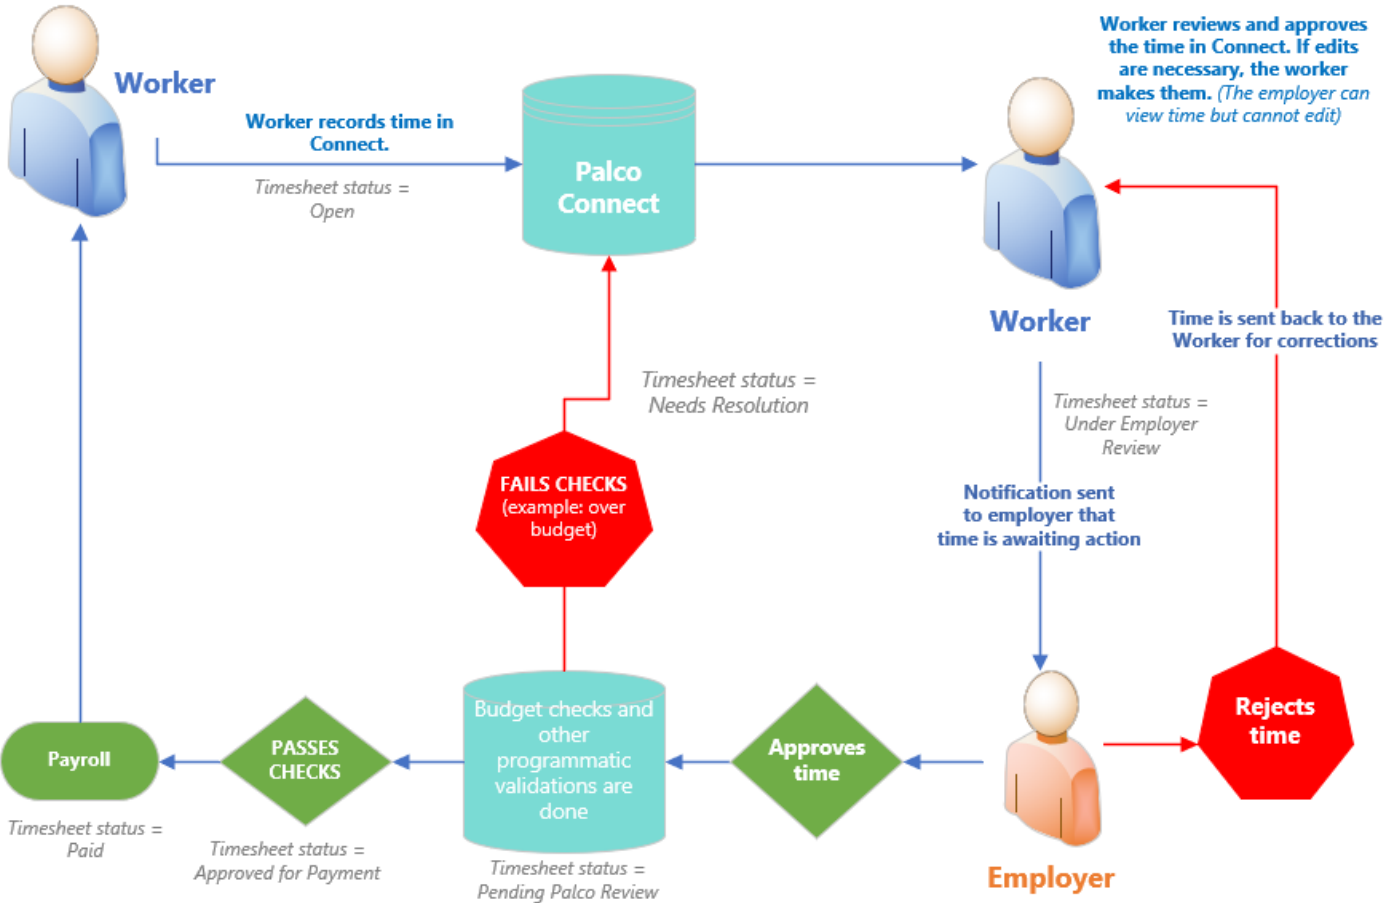 Worker
Worker records time in
Connect.
Timesheet status =
Open
Palco
Connect
Worker reviews and approves
the time in Connect. If edits
are necessary, the worker
makes them. (The employer can
view time but cannot edit)
Worker
Time is sent back to the
Worker for corrections
Timesheet status =
Under Employer
Review
Notification sent
to employer that
time is awaiting action
Timesheet status =
Needs Resolution
FAILS CHECKS
(example: over
budget)
Rejects
time
Employer
Approves
time
Budget checks and
other
programmatic
validations are
done
Timesheet status =
Pending Palco Review
PASSES
CHECKS
Timesheet status =
Approved for Payment
Payroll
Timesheet status =
Paid